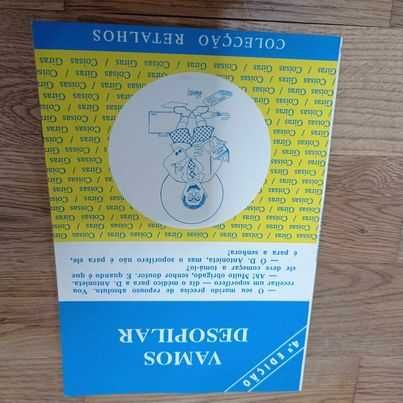 VAMOS
DESOPILAR
4.ª EDIÇÃO
— O seu marido precisa de repouso absoluto. Vou
receitar um soporífero — diz o médico para a D. Antonieta.
— Ah! Muito obrigado, senhor doutor. E quando é que
ele deve começar a tomá-lo?
— Ó D. Antonieta, mas o soporífero não é para ele,
é para a senhora!
Coisas Giras / Coisas Giras / Coisas Giras / Coisas Giras
COLECÇÃO RETALHOS